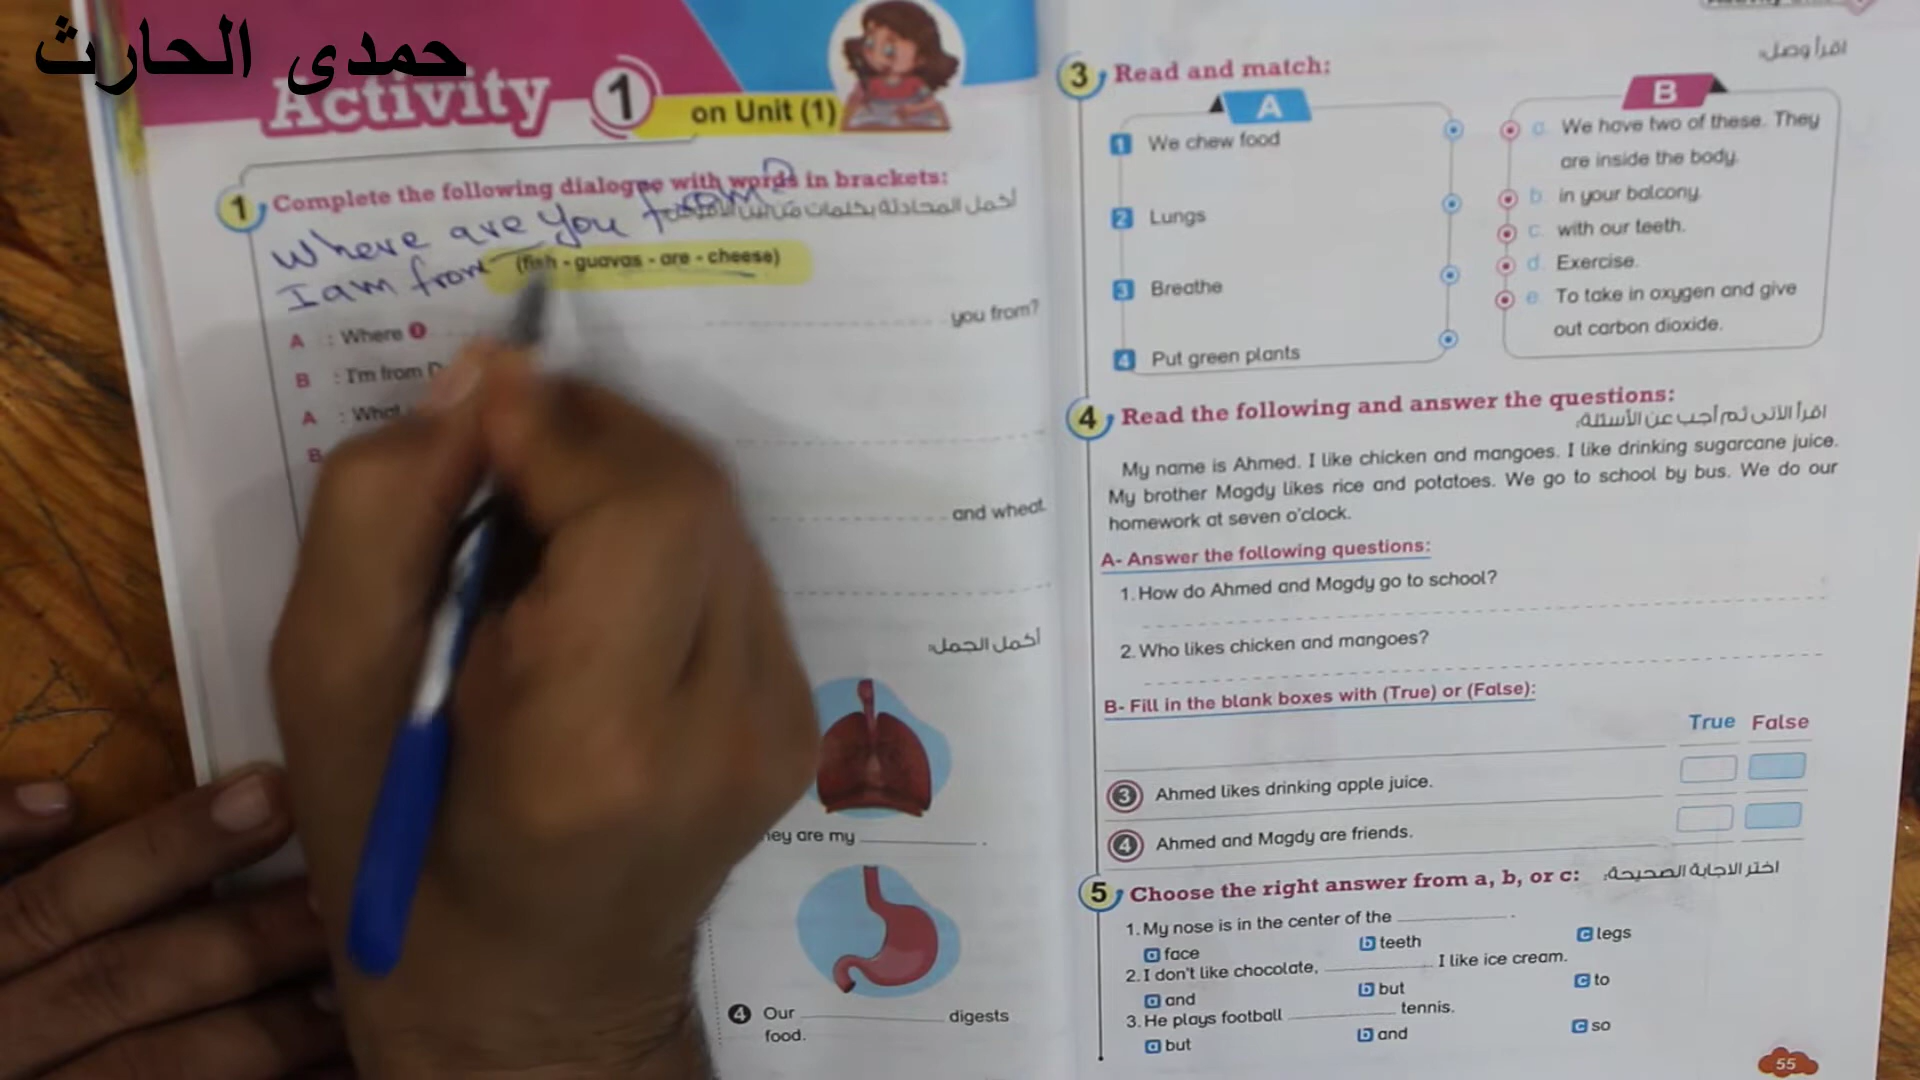 حمدى الحارث
Activity 1
on Unit (1)
1 Complete the following dialogue with words in brackets:
أكمل المحادثة بكلمات من بين الأقواس:
Where are you from?
I am from
(fish - guavas - are - cheese)
A : Where ❶ you from?
B : I'm from
A : What
B
and wheat.
أكمل الجمل:
They are my .
4 Our digests
food.
اقرأ وصل:
3 Read and match:
A
1 We chew food
2 Lungs
3 Breathe
4 Put green plants
B
a. We have two of these. They
are inside the body.
b. in your balcony.
c. with our teeth.
d. Exercise.
e. To take in oxygen and give
out carbon dioxide.
4 Read the following and answer the questions:
اقرأ الآتى ثم أجب عن الأسئلة:
My name is Ahmed. I like chicken and mangoes. I like drinking sugarcane juice.
My brother Magdy likes rice and potatoes. We go to school by bus. We do our
homework at seven o'clock.
A- Answer the following questions:
1. How do Ahmed and Magdy go to school?
2. Who likes chicken and mangoes?
B- Fill in the blank boxes with (True) or (False):
True False
3 Ahmed likes drinking apple juice.
4 Ahmed and Magdy are friends.
5 Choose the right answer from a, b, or c:
اختر الاجابة الصحيحة:
1. My nose is in the center of the .
a face b teeth c legs
2. I don't like chocolate, I like ice cream.
a and b but c to
3. He plays football tennis.
a but b and c so
55